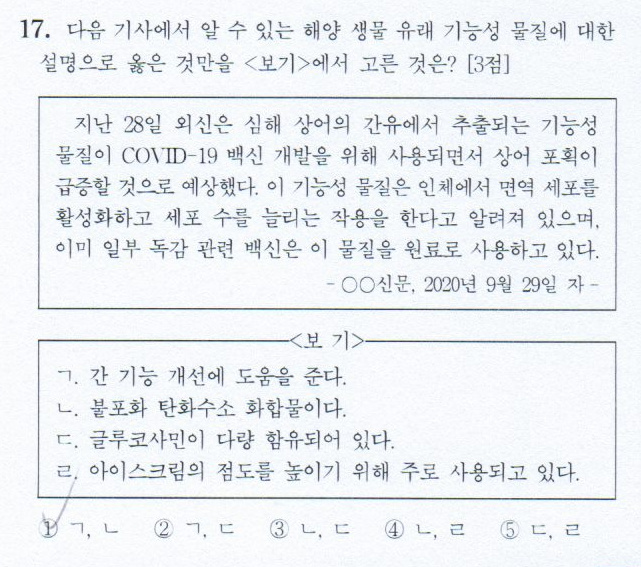 17. 다음 기사에서 알 수 있는 해양 생물 유래 기능성 물질에 대한
설명으로 옳은 것만을 <보기>에서 고른 것은? [3점]
지난 28일 외신은 심해 상어의 간유에서 추출되는 기능성
물질이 COVID-19 백신 개발을 위해 사용되면서 상어 포획이
급증할 것으로 예상했다. 이 기능성 물질은 인체에서 면역 세포를
활성화하고 세포 수를 늘리는 작용을 한다고 알려져 있으며,
이미 일부 독감 관련 백신은 이 물질을 원료로 사용하고 있다.
- ○○신문, 2020년 9월 29일 자 -
<보 기>
ㄱ. 간 기능 개선에 도움을 준다.
ㄴ. 불포화 탄화수소 화합물이다.
ㄷ. 글루코사민이 다량 함유되어 있다.
ㄹ. 아이스크림의 점도를 높이기 위해 주로 사용되고 있다.
① ㄱ, ㄴ ② ㄱ, ㄷ ③ ㄴ, ㄷ ④ ㄴ, ㄹ ⑤ ㄷ, ㄹ